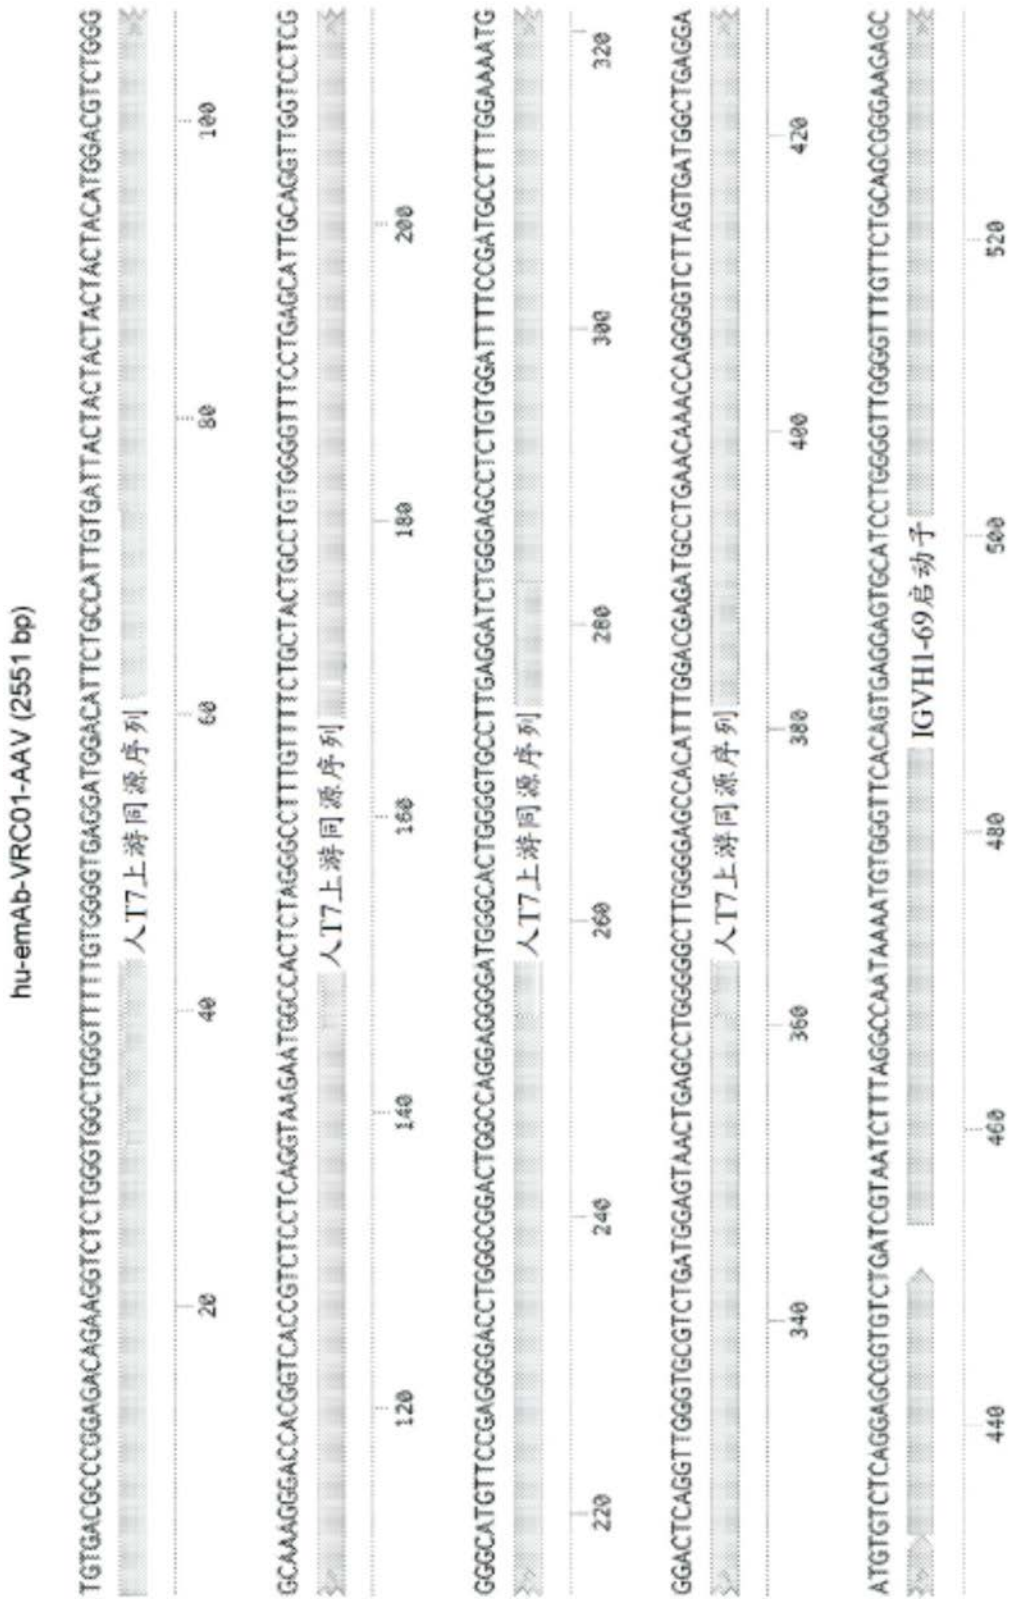 hu-emAb-VRC01-AAV (2551 bp)
TGTGACGCCCGGAGACAGAAGGTCTCTGGGTGGCTGGGTTTTTGTGGGGTGAGGATGGACATTCTGCCATTGTGATTACTACTACTACTACATGGACGTCTGGG
人T7上游同源序列
20 40 60 80 100
GCAAAGGGACCACGGTCACCGTCTCCTCAGGTAAGAATGGCCACTCTAGGGCCTTTGTTTTCTGCTACTGCCTGTGGGGTTTCCTGAGCATTGCAGGTTGGTCCTCG
人T7上游同源序列
120 140 160 180 200
GGGCATGTTCCGAGGGGACCTGGGCGGACTGGCCAGGAGGGGATGGGCACTGGGGTGCCTTGAGGATCTGGGAGCCTCTGTGGATTTTCCGATGCCTTTGGAAAATG
人T7上游同源序列
220 240 260 280 300 320
GGACTCAGGTTGGGTGCGTCTGATGGAGTAACTGAGCCTGGGGGCTTGGGGAGCCACATTTGGACGAGATGCCTGAACAAACCAGGGGTCTTAGTGATGGCTGAGGA
人T7上游同源序列
340 360 380 400 420
ATGTGTCTCAGGAGCGGTGTCTGATCGTAATCTTTAGGCCAATAAAATGTGGGTTCACAGTGAGGAGTGCATCCTGGGGTTGGGGTTTGTTCTGCAGCGGGAAGAGC
IGVH1-69启动子
440 460 480 500 520